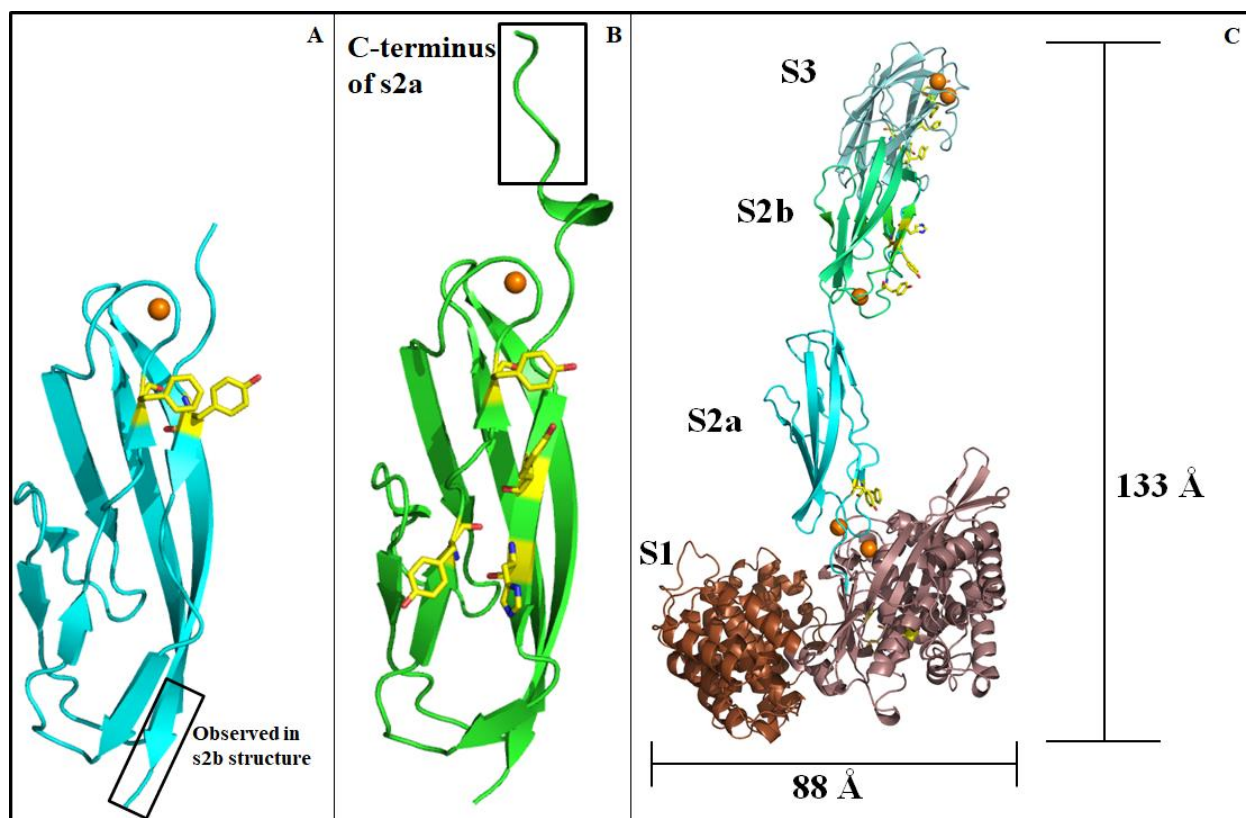 A
Observed in
s2b structure
B
C-terminus
of s2a
C
S3
S2b
S2a
S1
133 Å
88 Å